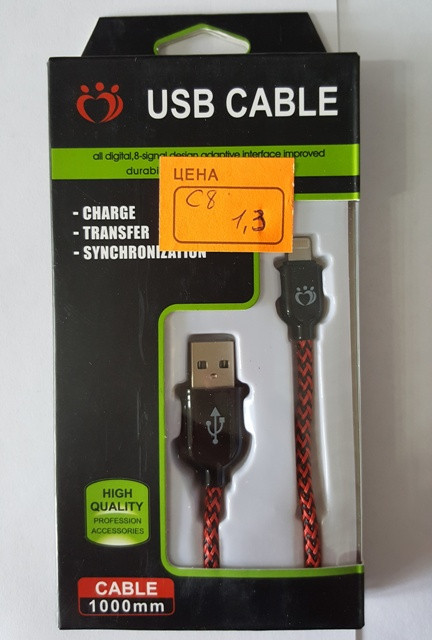 USB CABLE
all digital,8-signal design adaptive interface improved
ЦЕНА
C8
1,3
- CHARGE
- TRANSFER
- SYNCHRONIZATION
HIGH
QUALITY
PROFESSION
ACCESSORIES
CABLE
1000mm